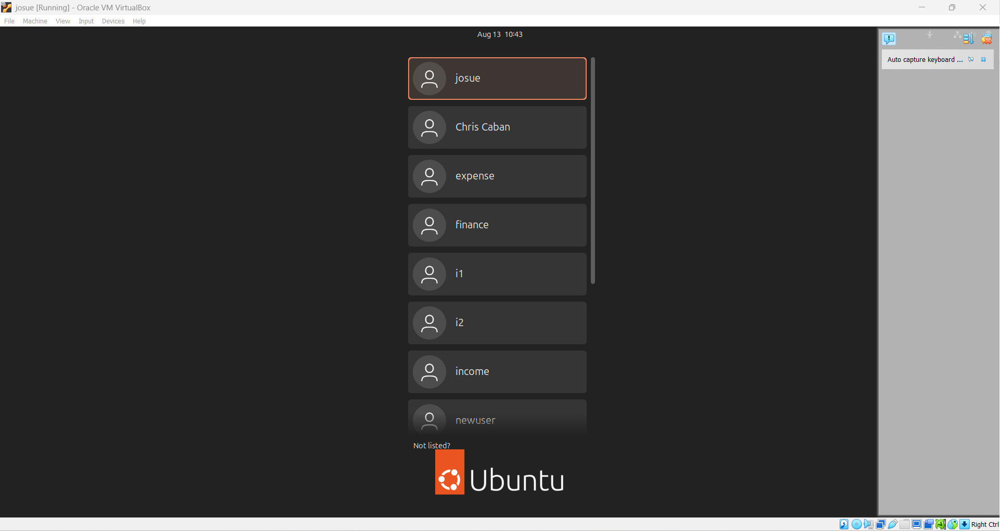 josue [Running] - Oracle VM VirtualBox
File Machine View Input Devices Help
Aug 13 10:43
Auto capture keyboard ...
josue
Chris Caban
expense
finance
i1
i2
income
newuser
Not listed?
Ubuntu
Right Ctrl